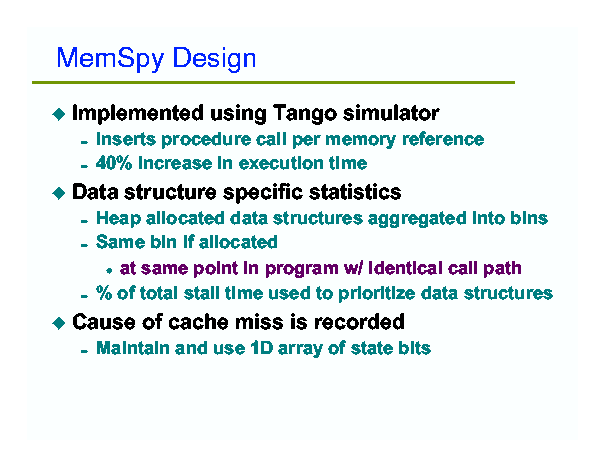 MemSpy Design
Implemented using Tango simulator
Inserts procedure call per memory reference
40% increase in execution time
Data structure specific statistics
Heap allocated data structures aggregated into bins
Same bin if allocated
at same point in program w/ identical call path
% of total stall time used to prioritize data structures
Cause of cache miss is recorded
Maintain and use 1D array of state bits